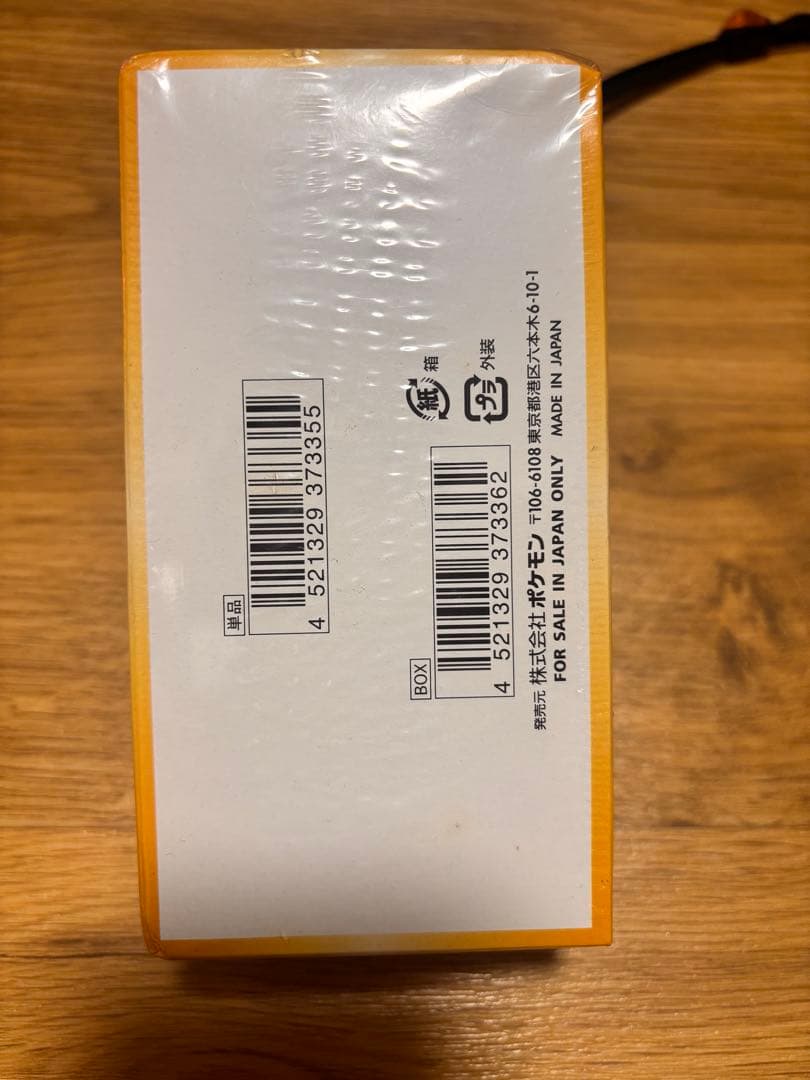 単品
4 521329 373355
BOX
4 521329 373362
紙 箱
プラ 外装
発売元 株式会社ポケモン 〒106-6108 東京都港区六本木6-10-1
FOR SALE IN JAPAN ONLY MADE IN JAPAN